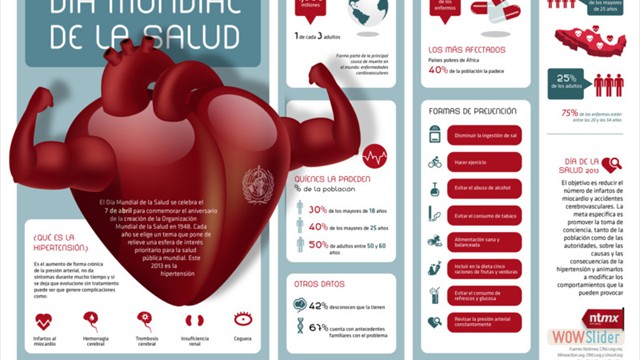 DÍA MUNDIAL
DE LA SALUD
El Día Mundial de la Salud se celebra el
7 de abril para conmemorar el aniversario
de la creación de la Organización
Mundial de la Salud en 1948. Cada
año se elige un tema que pone de
relieve una esfera de interés
prioritario para la salud
pública mundial. Este
2013 es la
hipertensión
¿QUÉ ES LA
HIPERTENSIÓN?
Es el aumento de forma crónica
de la presión arterial, no da
síntomas durante mucho tiempo y si
se deja que evolucione sin tratamiento
puede ser que genere complicaciones
como:
Infartos al
miocardio
Hemorragia
cerebral
Trombosis
cerebral
Insuficiencia
renal
Ceguera
millones
1 de cada 3 adultos
Forma parte de la principal
causa de muerte en
el mundo: enfermedades
cardiovasculares
QUIÉNES LA PADECEN
% de la población
30% de los mayores de 18 años
40% de los mayores de 25 años
50% de adultos entre 50 y 60
años
OTROS DATOS
42% desconocen que la tienen
67% cuenta con antecedentes
familiares con el problema
de los
enfermos
LOS MÁS AFECTADOS
Países pobres de África
40% de la población la padece
FORMAS DE PREVENCIÓN
Disminuir la ingestión de sal
Hacer ejercicio
Evitar el abuso de alcohol
Evitar el consumo de tabaco
Alimentación sana y
balanceada
Incluir en la dieta cinco
raciones de frutas y verduras
Evitar el consumo de
refrescos y glucosa
Revisar la presión arterial
constantemente
de los mayores
de 25 años
25%
de los adultos
75% de los enfermos están
entre los 20 y los 54 años
DÍA DE LA
SALUD 2013
El objetivo es reducir el
número de infartos de
miocardio y accidentes
cerebrovasculares. La
meta específica es
promover la toma de
conciencia, tanto de la
población como de las
autoridades, sobre
las causas y las
consecuencias de la
hipertensión y animarlos
a modificar los
comportamientos que la
pueden provocar
ntmx
WOWSlider